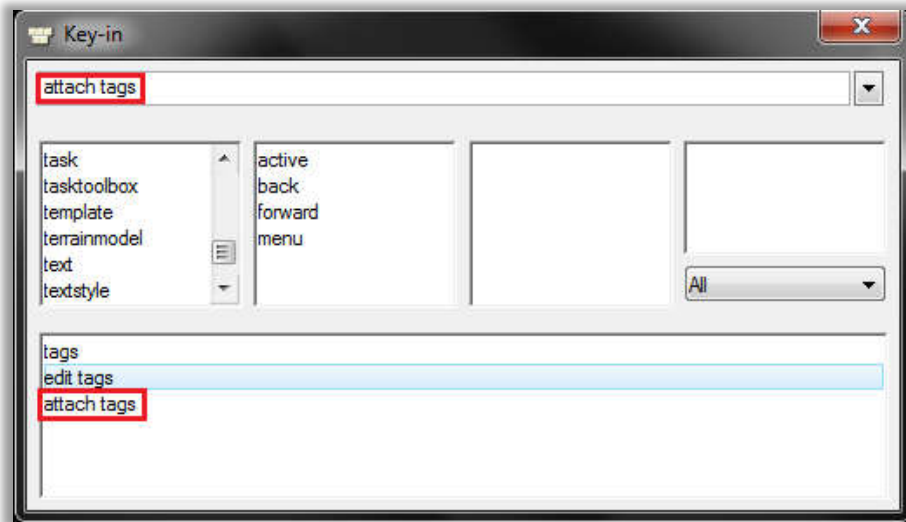 Key-in
attach tags
task
tasktoolbox
template
terrainmodel
text
textstyle
active
back
forward
menu
All
tags
edit tags
attach tags